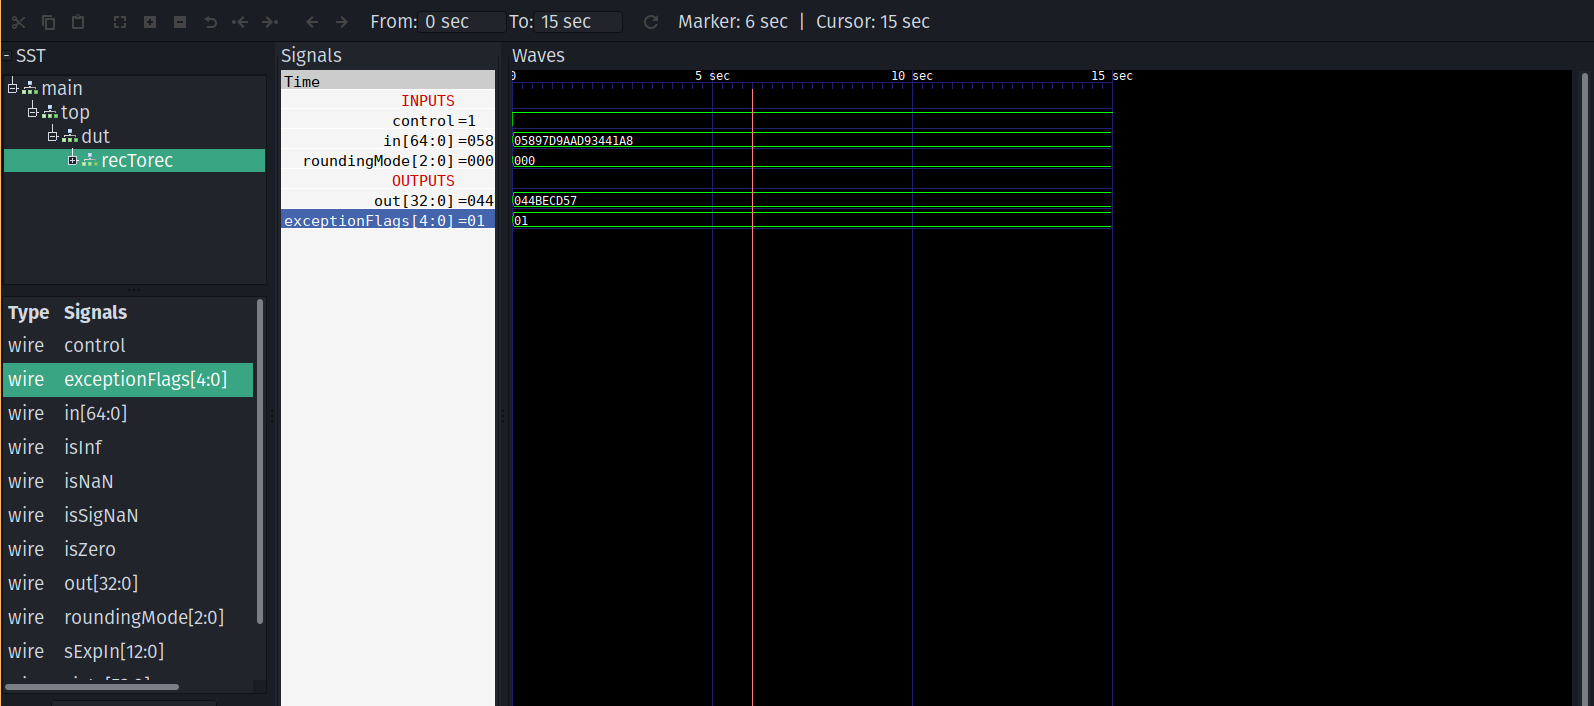 From: 0 sec To: 15 sec Marker: 6 sec | Cursor: 15 sec
SST
main
top
dut
recTorec
Type Signals
wire control
wire exceptionFlags[4:0]
wire in[64:0]
wire isInf
wire isNaN
wire isSigNaN
wire isZero
wire out[32:0]
wire roundingMode[2:0]
wire sExpIn[12:0]
Signals
Time
INPUTS
control=1
in[64:0]=058
roundingMode[2:0]=000
OUTPUTS
out[32:0]=044
exceptionFlags[4:0]=01
Waves
0 5 sec 10 sec 15 sec
05897D9AAD93441A8
000
044BECD57
01